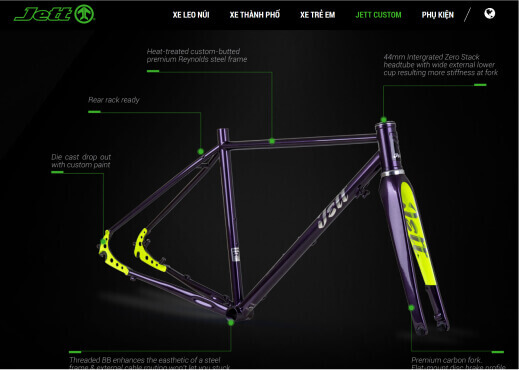 Jett
XE LEO NÚI
XE THÀNH PHỐ
XE TRẺ EM
JETT CUSTOM
PHỤ KIỆN
Heat-treated custom-butted
premium Reynolds steel frame
44mm Intergrated Zero Stack
headtube with wide external lower
cup resulting more stiffness at fork
Rear rack ready
Die cast drop out
with custom paint
Jett
Jett
Threaded BB enhances the easthetic of a steel
frame & external cable routing won't let you stuck
Premium carbon fork.
Flat-mount disc brake profile